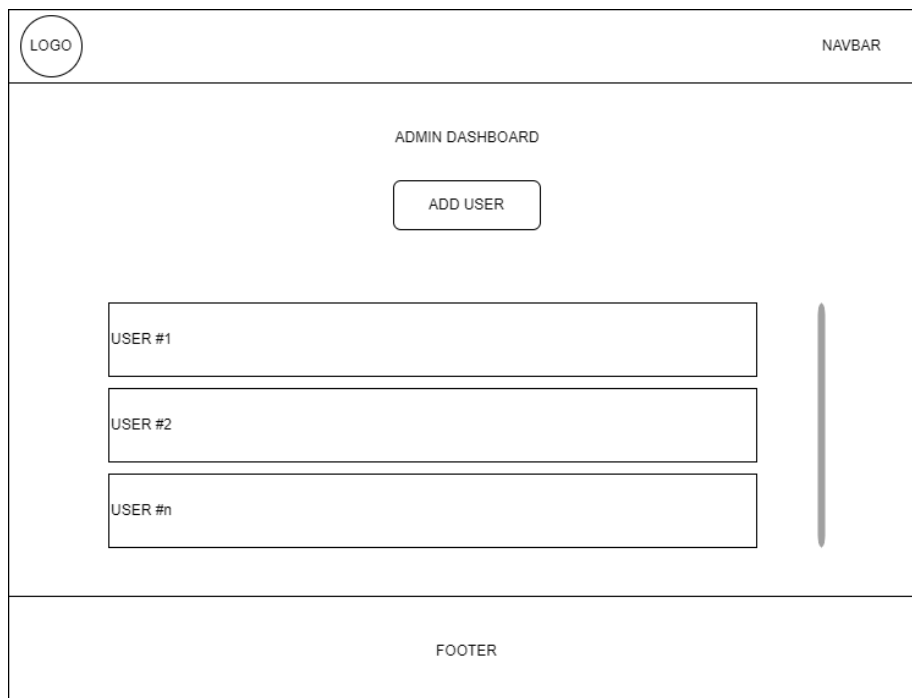 LOGO
NAVBAR
ADMIN DASHBOARD
ADD USER
USER #1
USER #2
USER #n
FOOTER